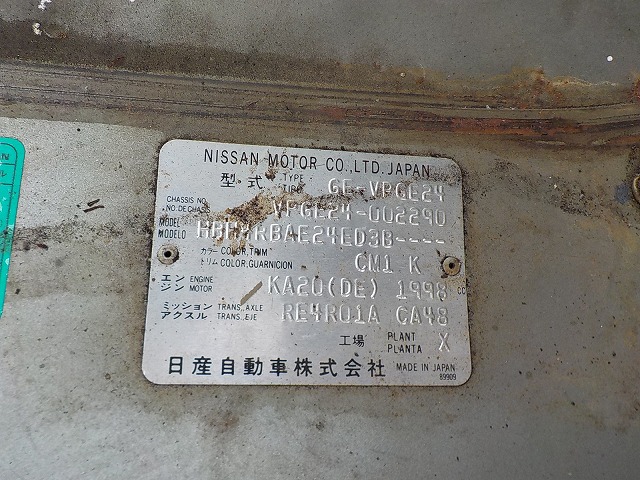 NISSAN MOTOR CO.,LTD. JAPAN
型式 TYPE TIPO GE-VPGE24
CHASSIS NO. NO. DE CHASIS VPGE24-002290
MODEL MODELO RBAE24ED3B----
カラー トリム COLOR, TRIM COLOR, GUARNICION CM1 K
エンジン ENGINE MOTOR KA20(DE) 1998 CC
ミッション アクスル TRANS., AXLE TRANS., EJE RE4R01A CA48
工場 PLANT PLANTA X
日産自動車株式会社 MADE IN JAPAN
89909